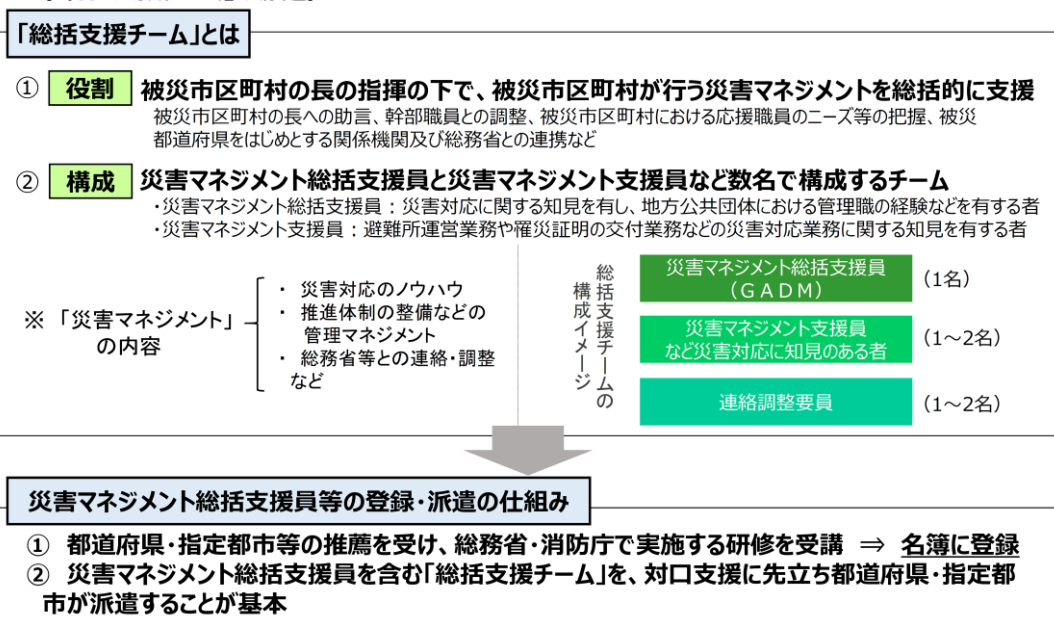 「総括支援チーム」とは
① 役割 被災市区町村の長の指揮の下で、被災市区町村が行う災害マネジメントを総括的に支援
被災市区町村の長への助言、幹部職員との調整、被災市区町村における応援職員のニーズ等の把握、被災
都道府県をはじめとする関係機関及び総務省との連携など
② 構成 災害マネジメント総括支援員と災害マネジメント支援員など数名で構成するチーム
・災害マネジメント総括支援員：災害対応に関する知見を有し、地方公共団体における管理職の経験などを有する者
・災害マネジメント支援員：避難所運営業務や罹災証明の交付業務などの災害対応業務に関する知見を有する者
※ 「災害マネジメント」
の内容
・ 災害対応のノウハウ
・ 推進体制の整備などの
管理マネジメント
・ 総務省等との連絡・調整
など
総括支援チームの
構成イメージ
災害マネジメント総括支援員
（ＧＡＤＭ）
（1名）
災害マネジメント支援員
など災害対応に知見のある者
（1～2名）
連絡調整要員
（1～2名）
災害マネジメント総括支援員等の登録・派遣の仕組み
① 都道府県・指定都市等の推薦を受け、総務省・消防庁で実施する研修を受講 ⇒ 名簿に登録
② 災害マネジメント総括支援員を含む「総括支援チーム」を、対口支援に先立ち都道府県・指定都
市が派遣することが基本